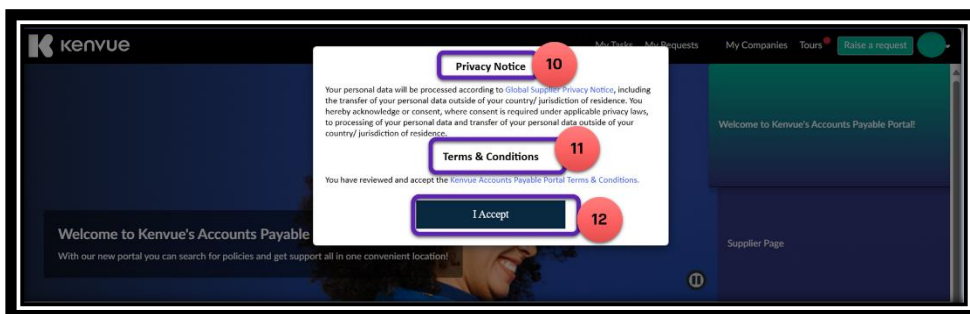 Kenvue
My Tasks My Requests My Companies Tours Raise a request
Privacy Notice 10
Your personal data will be processed according to Global Supplier Privacy Notice, including
the transfer of your personal data outside of your country/ jurisdiction of residence. You
hereby acknowledge or consent, where consent is required under applicable privacy laws,
to processing of your personal data and transfer of your personal data outside of your
country/ jurisdiction of residence.
Welcome to Kenvue's Accounts Payable Portal!
Terms & Conditions 11
You have reviewed and accept the Kenvue Accounts Payable Portal Terms & Conditions.
I Accept 12
Welcome to Kenvue's Accounts Payable
With our new portal you can search for policies and get support all in one convenient location!
Supplier Page